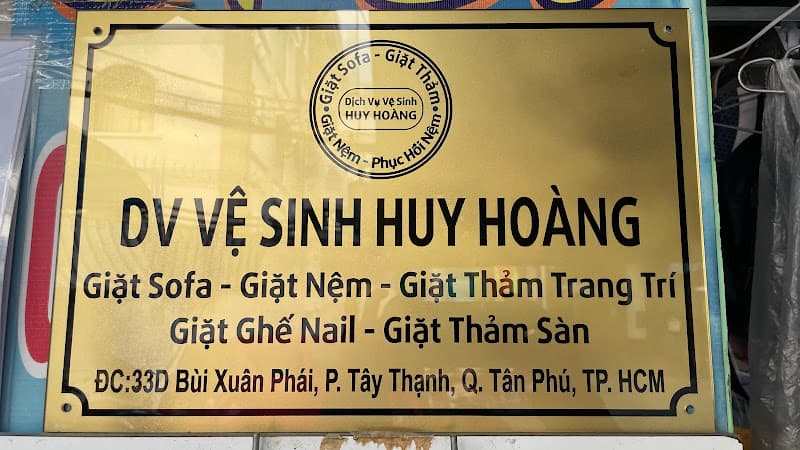 Giặt Sofa - Giặt Thảm
Dịch Vụ Vệ Sinh
HUY HOÀNG
Giặt Nệm - Phục Hồi Nệm
DV VỆ SINH HUY HOÀNG
Giặt Sofa - Giặt Nệm - Giặt Thảm Trang Trí
Giặt Ghế Nail - Giặt Thảm Sàn
ĐC:33D Bùi Xuân Phái, P. Tây Thạnh, Q. Tân Phú, TP. HCM